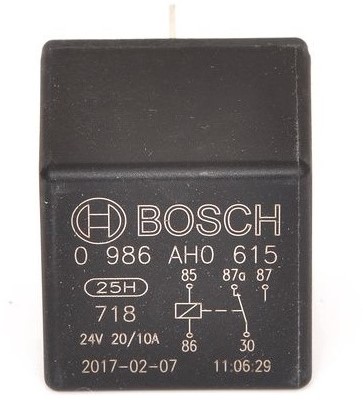 BOSCH
0 986 AH0 615
25H
718
24V 20/10A
85 87a 87
86 30
2017-02-07 11:06:29